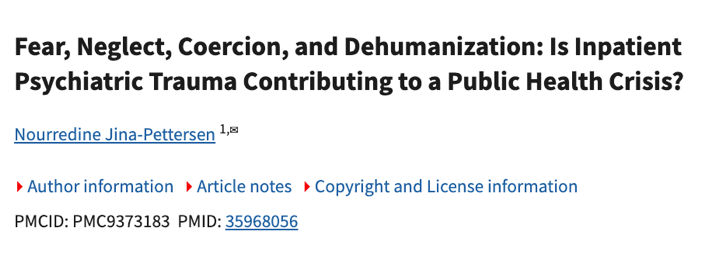 Fear, Neglect, Coercion, and Dehumanization: Is Inpatient
Psychiatric Trauma Contributing to a Public Health Crisis?
Nourredine Jina-Pettersen 1,✉
Author information Article notes Copyright and License information
PMCID: PMC9373183 PMID: 35968056